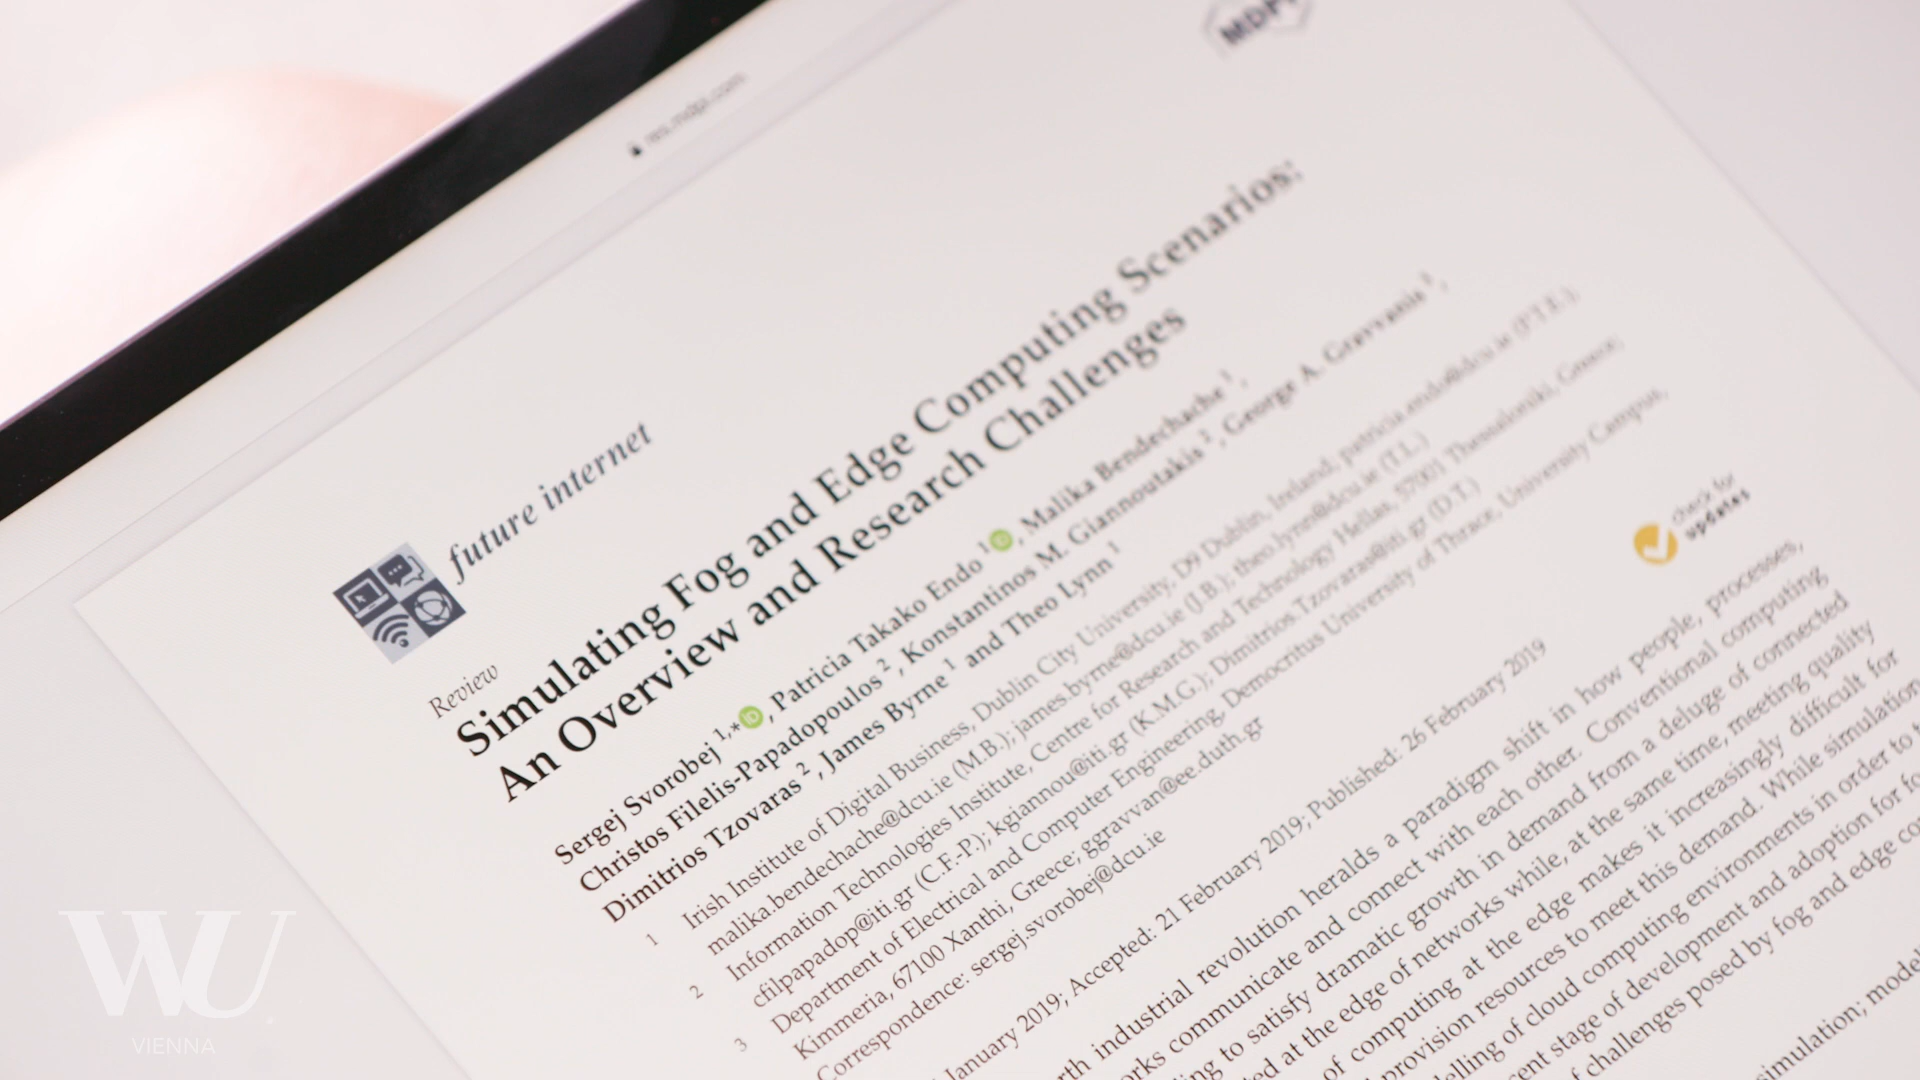 MDPI
res.mdpi.com
future internet
Review
Simulating Fog and Edge Computing Scenarios:
An Overview and Research Challenges
Sergej Svorobej 1,*, Patricia Takako Endo 1, Malika Bendechache 1,
Christos Filelis-Papadopoulos 2, Konstantinos M. Giannoutakis 2, George A. Gravvanis 3,
Dimitrios Tzovaras 2, James Byrne 1 and Theo Lynn 1
1 Irish Institute of Digital Business, Dublin City University, D9 Dublin, Ireland, patricia.endo@dcu.ie (P.T.E.);
malika.bendechache@dcu.ie (M.B.); james.byrne@dcu.ie (J.B.); theo.lynn@dcu.ie (T.L.)
2 Information Technologies Institute, Centre for Research and Technology Hellas, 57001 Thessaloniki, Greece;
cfilpapadop@iti.gr (C.F.-P.); kgiannou@iti.gr (K.M.G.); Dimitrios.Tzovaras@iti.gr (D.T.)
3 Department of Electrical and Computer Engineering, Democritus University of Thrace, University Campus,
Kimmeria, 67100 Xanthi, Greece; ggravvan@ee.duth.gr
Correspondence: sergej.svorobej@dcu.ie
check for
updates
January 2019; Accepted: 21 February 2019; Published: 26 February 2019
rth industrial revolution heralds a paradigm shift in how people, processes,
orks communicate and connect with each other. Conventional computing
ing to satisfy dramatic growth in demand from a deluge of connected
ted at the edge of networks while, at the same time, meeting quality
of computing at the edge makes it increasingly difficult for
provision resources to meet this demand. While simulation
elling of cloud computing environments in order to
cent stage of development and adoption for
challenges posed by fog and edge
simulation;
WU
VIENNA